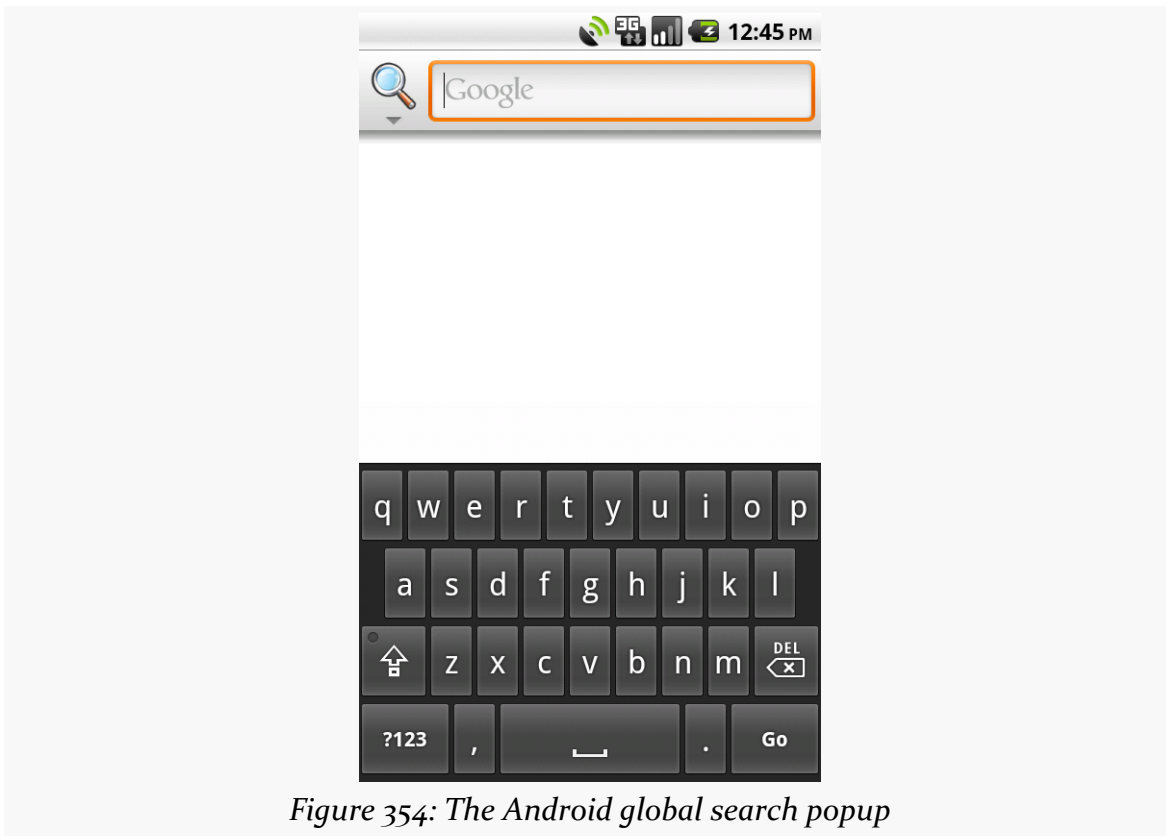 3G 12:45 PM
Google
q w e r t y u i o p
a s d f g h j k l
z x c v b n m DEL
?123 , . Go
Figure 354: The Android global search popup